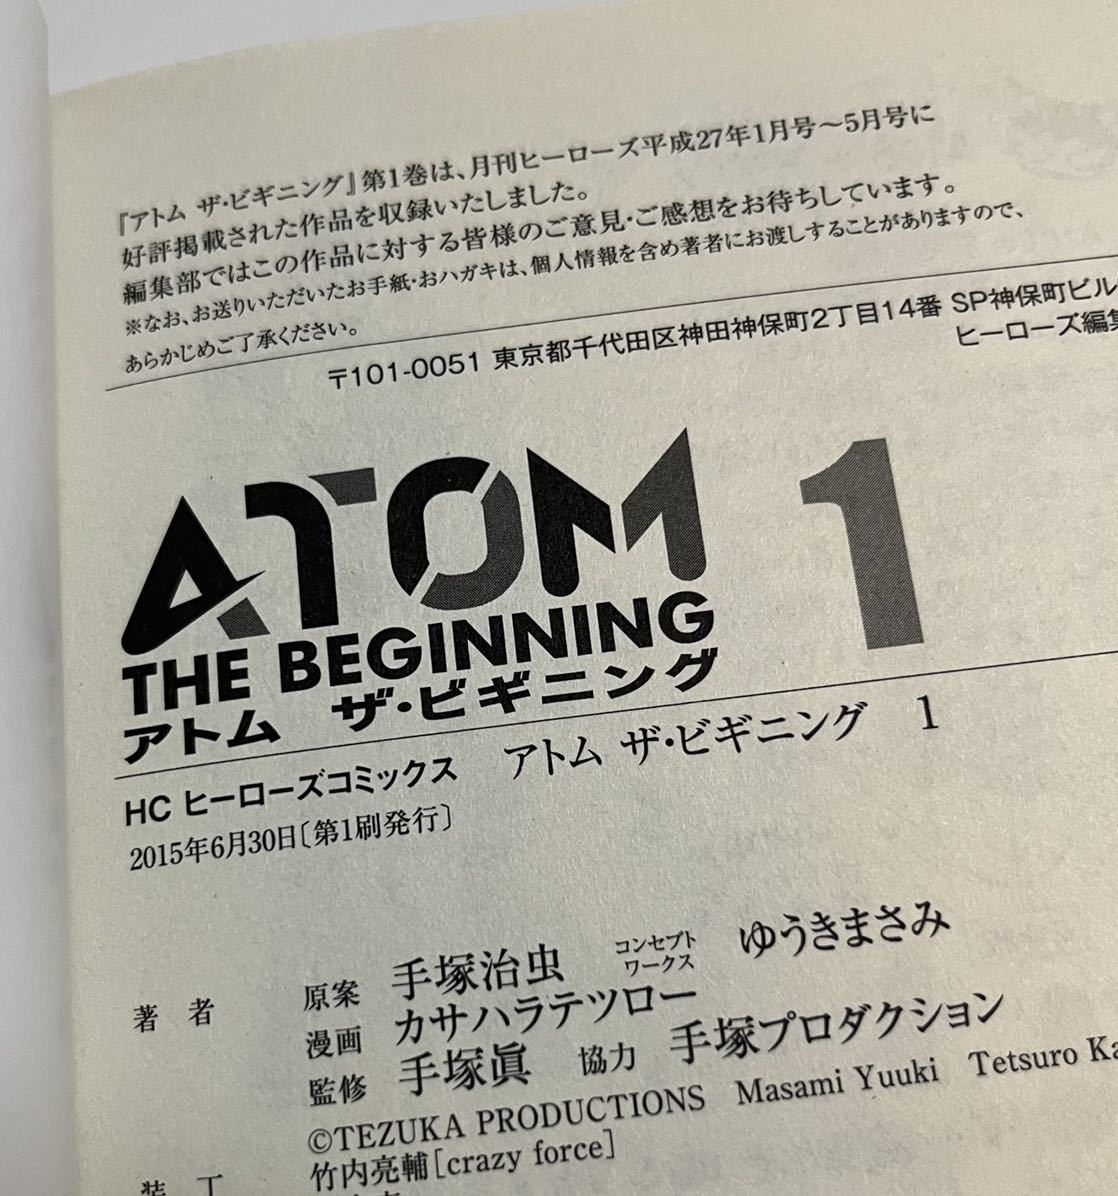 『アトム ザ・ビギニング』第1巻は、月刊ヒーローズ平成27年1月号〜5月号に
好評掲載された作品を収録いたしました。
編集部ではこの作品に対する皆様のご意見・ご感想をお待ちしています。
※なお、お送りいただいたお手紙・おハガキは、個人情報を含め著者にお渡しすることがありますので、
あらかじめご了承ください。
〒101-0051 東京都千代田区神田神保町2丁目14番 SP神保町ビル
ヒーローズ編集
ATOM 1
THE BEGINNING
アトム ザ・ビギニング
HC ヒーローズコミックス アトム ザ・ビギニング 1
2015年6月30日〔第1刷発行〕
著者 原案 手塚治虫 コンセプトワークス ゆうきまさみ
漫画 カサハラテツロー
監修 手塚眞 協力 手塚プロダクション
©TEZUKA PRODUCTIONS Masami Yuuki Tetsuro Ka
装丁 竹内亮輔[crazy force]